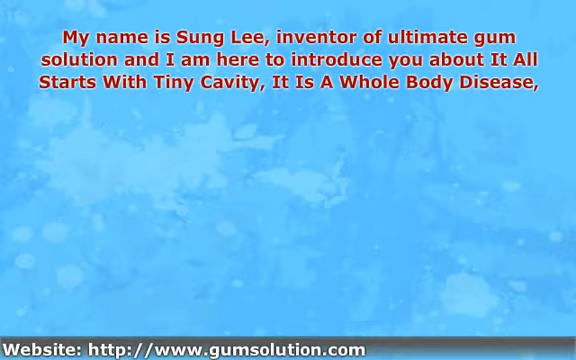 My name is Sung Lee, inventor of ultimate gum
solution and I am here to introduce you about It All
Starts With Tiny Cavity, It Is A Whole Body Disease,
Website: http://www.gumsolution.com